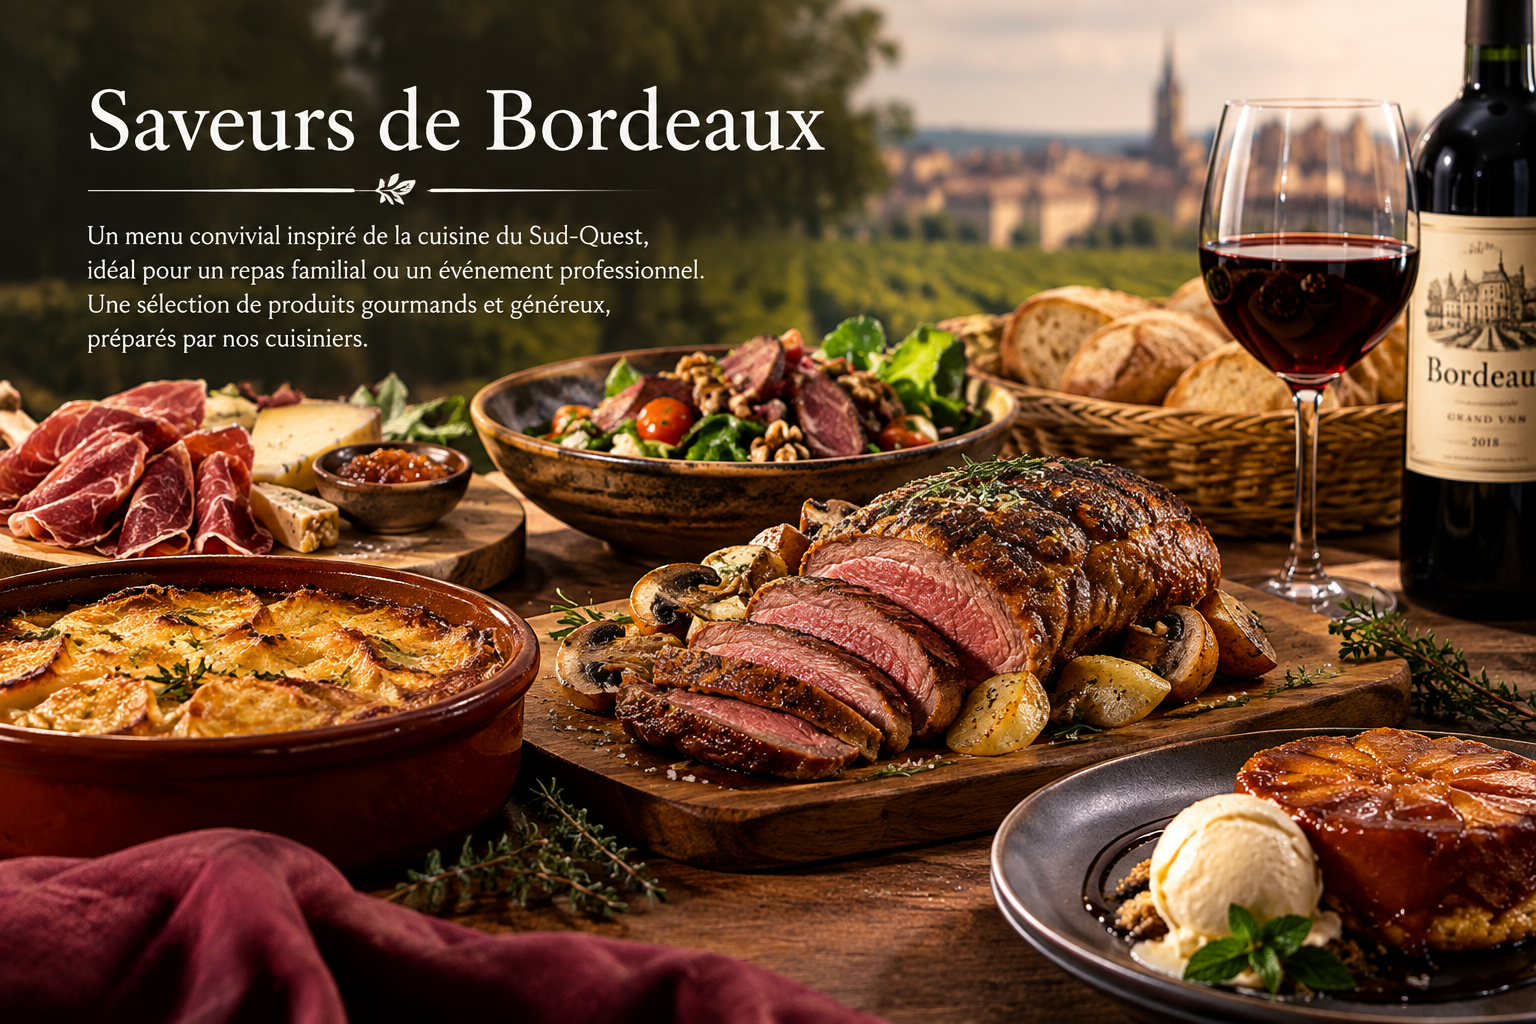 Saveurs de Bordeaux
Un menu convivial inspiré de la cuisine du Sud-Quest,
idéal pour un repas familial ou un événement professionnel.
Une sélection de produits gourmands et généreux,
préparés par nos cuisiniers.
Bordeau
GRAND VNS
2018